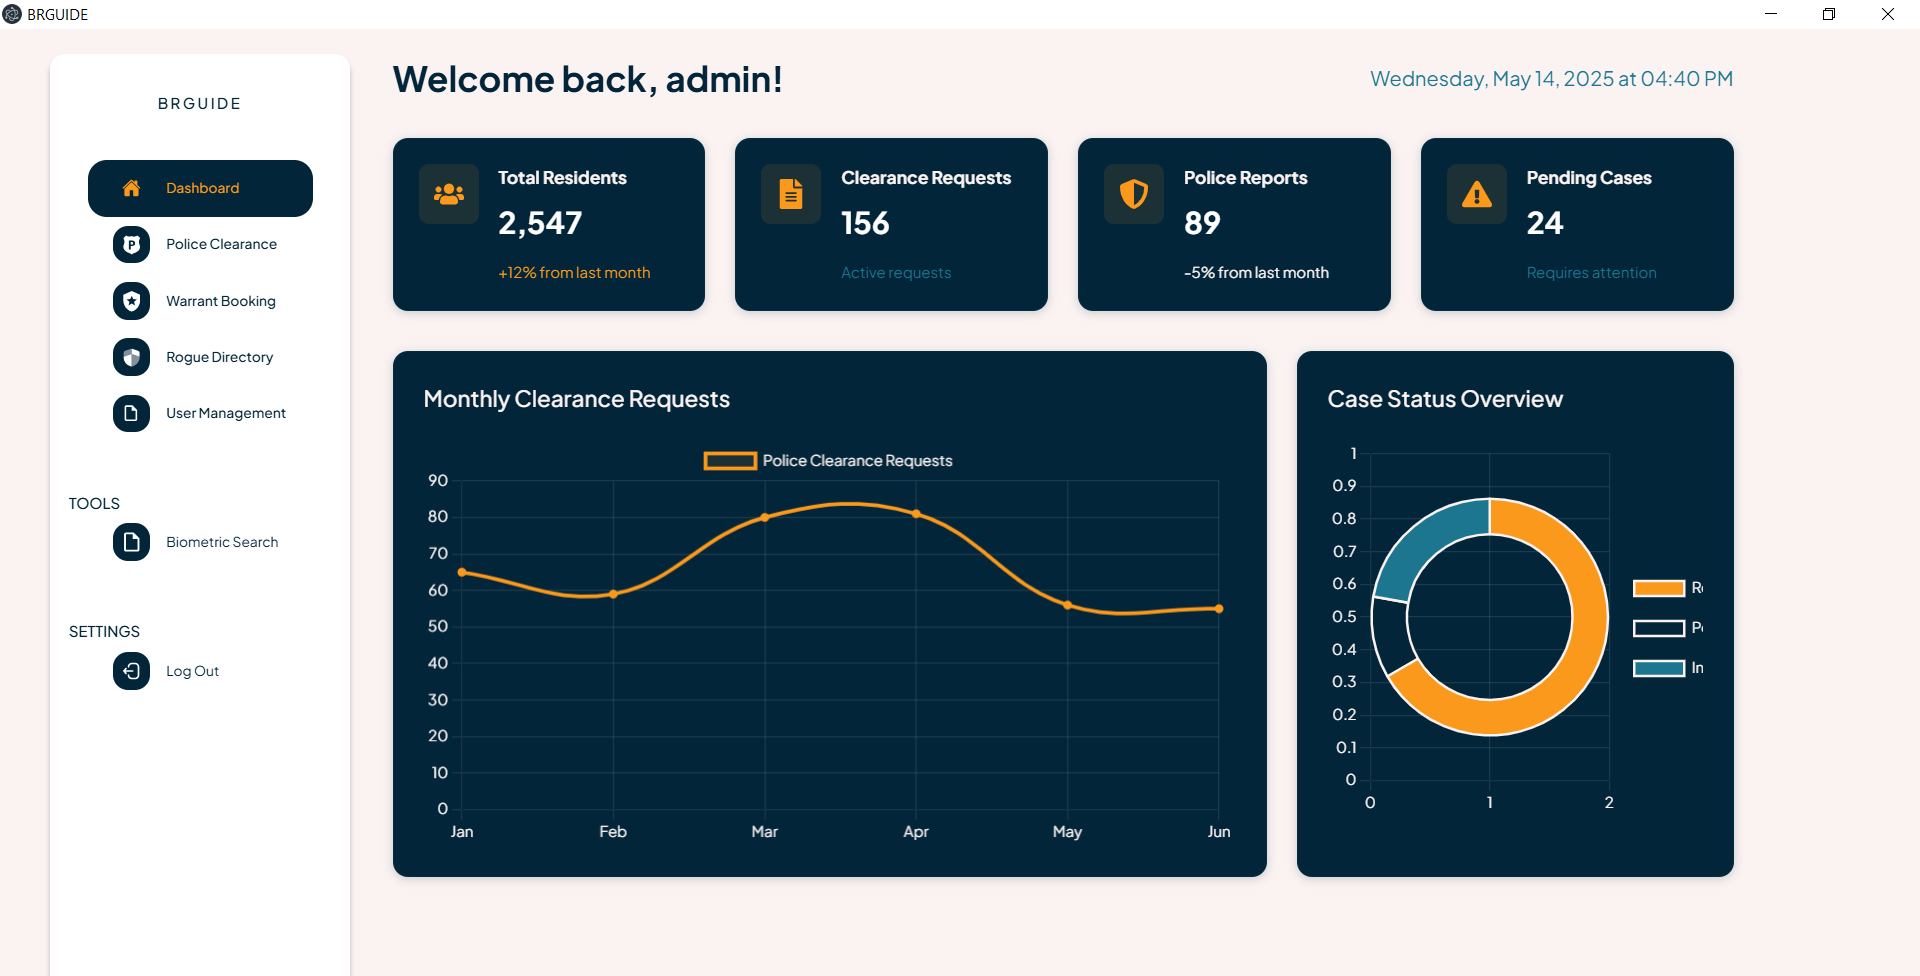 BRGUIDE
BRGUIDE
Dashboard
Police Clearance
Warrant Booking
Rogue Directory
User Management
TOOLS
Biometric Search
SETTINGS
Log Out
Welcome back, admin!
Wednesday, May 14, 2025 at 04:40 PM
Total Residents
2,547
+12% from last month
Clearance Requests
156
Active requests
Police Reports
89
-5% from last month
Pending Cases
24
Requires attention
Monthly Clearance Requests
Police Clearance Requests
90
80
70
60
50
40
30
20
10
0
Jan Feb Mar Apr May Jun
Case Status Overview
1
0.9
0.8
0.7
0.6
0.5
0.4
0.3
0.2
0.1
0
0 1 2
P
In